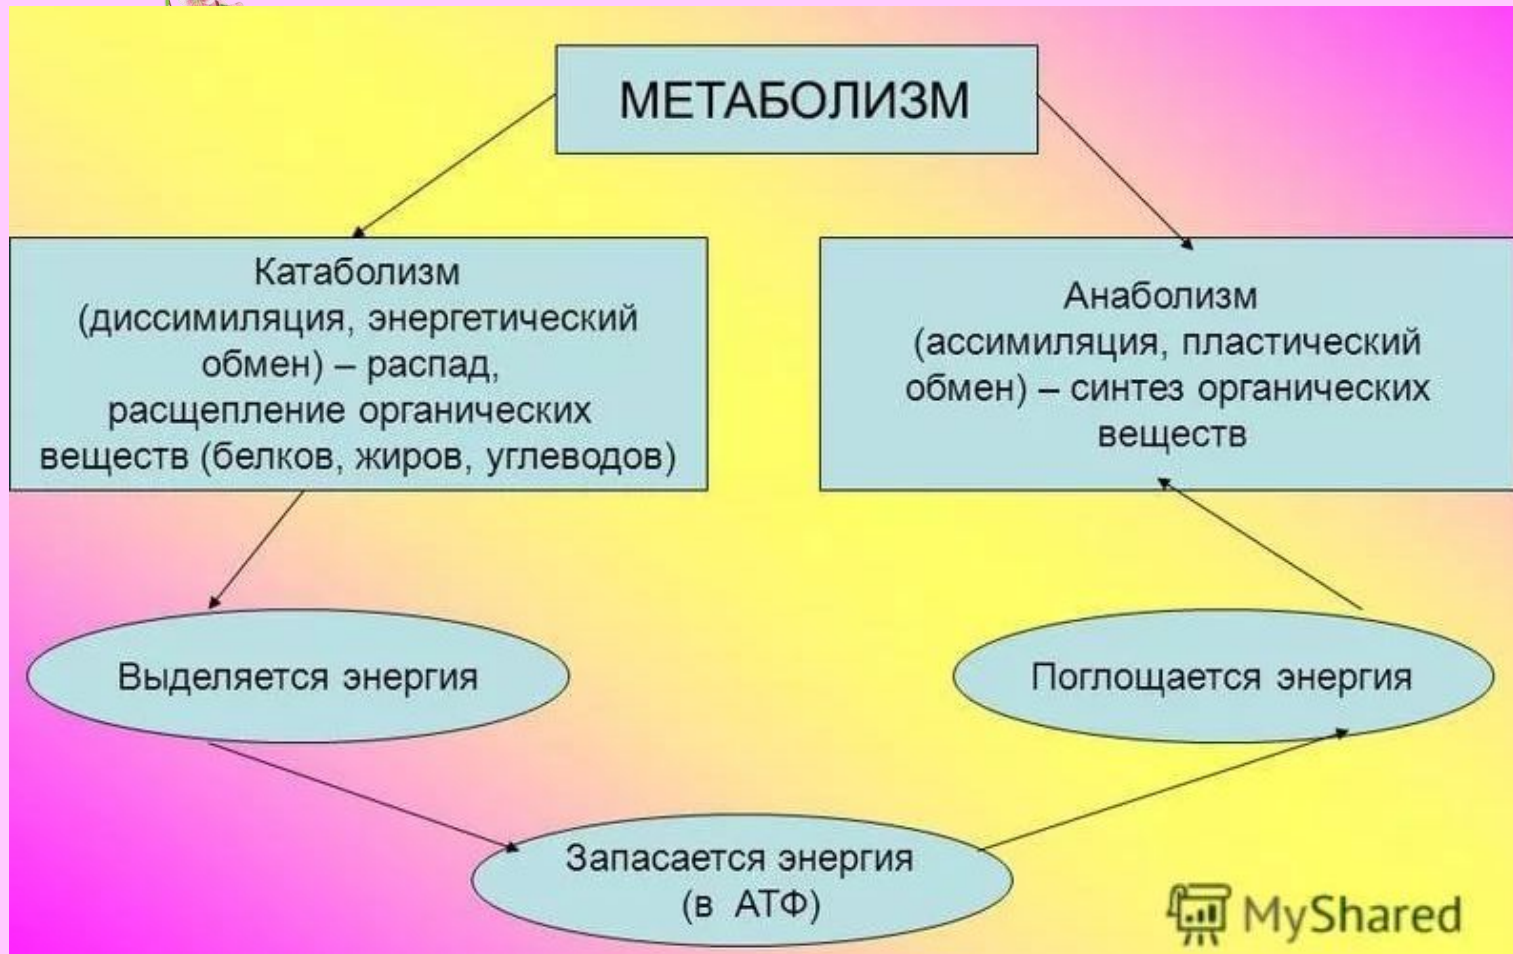 МЕТАБОЛИЗМ
Катаболизм
(диссимиляция, энергетический
обмен) – распад,
расщепление органических
веществ (белков, жиров, углеводов)
Анаболизм
(ассимиляция, пластический
обмен) – синтез органических
веществ
Выделяется энергия
Поглощается энергия
Запасается энергия
(в АТФ)
MyShared